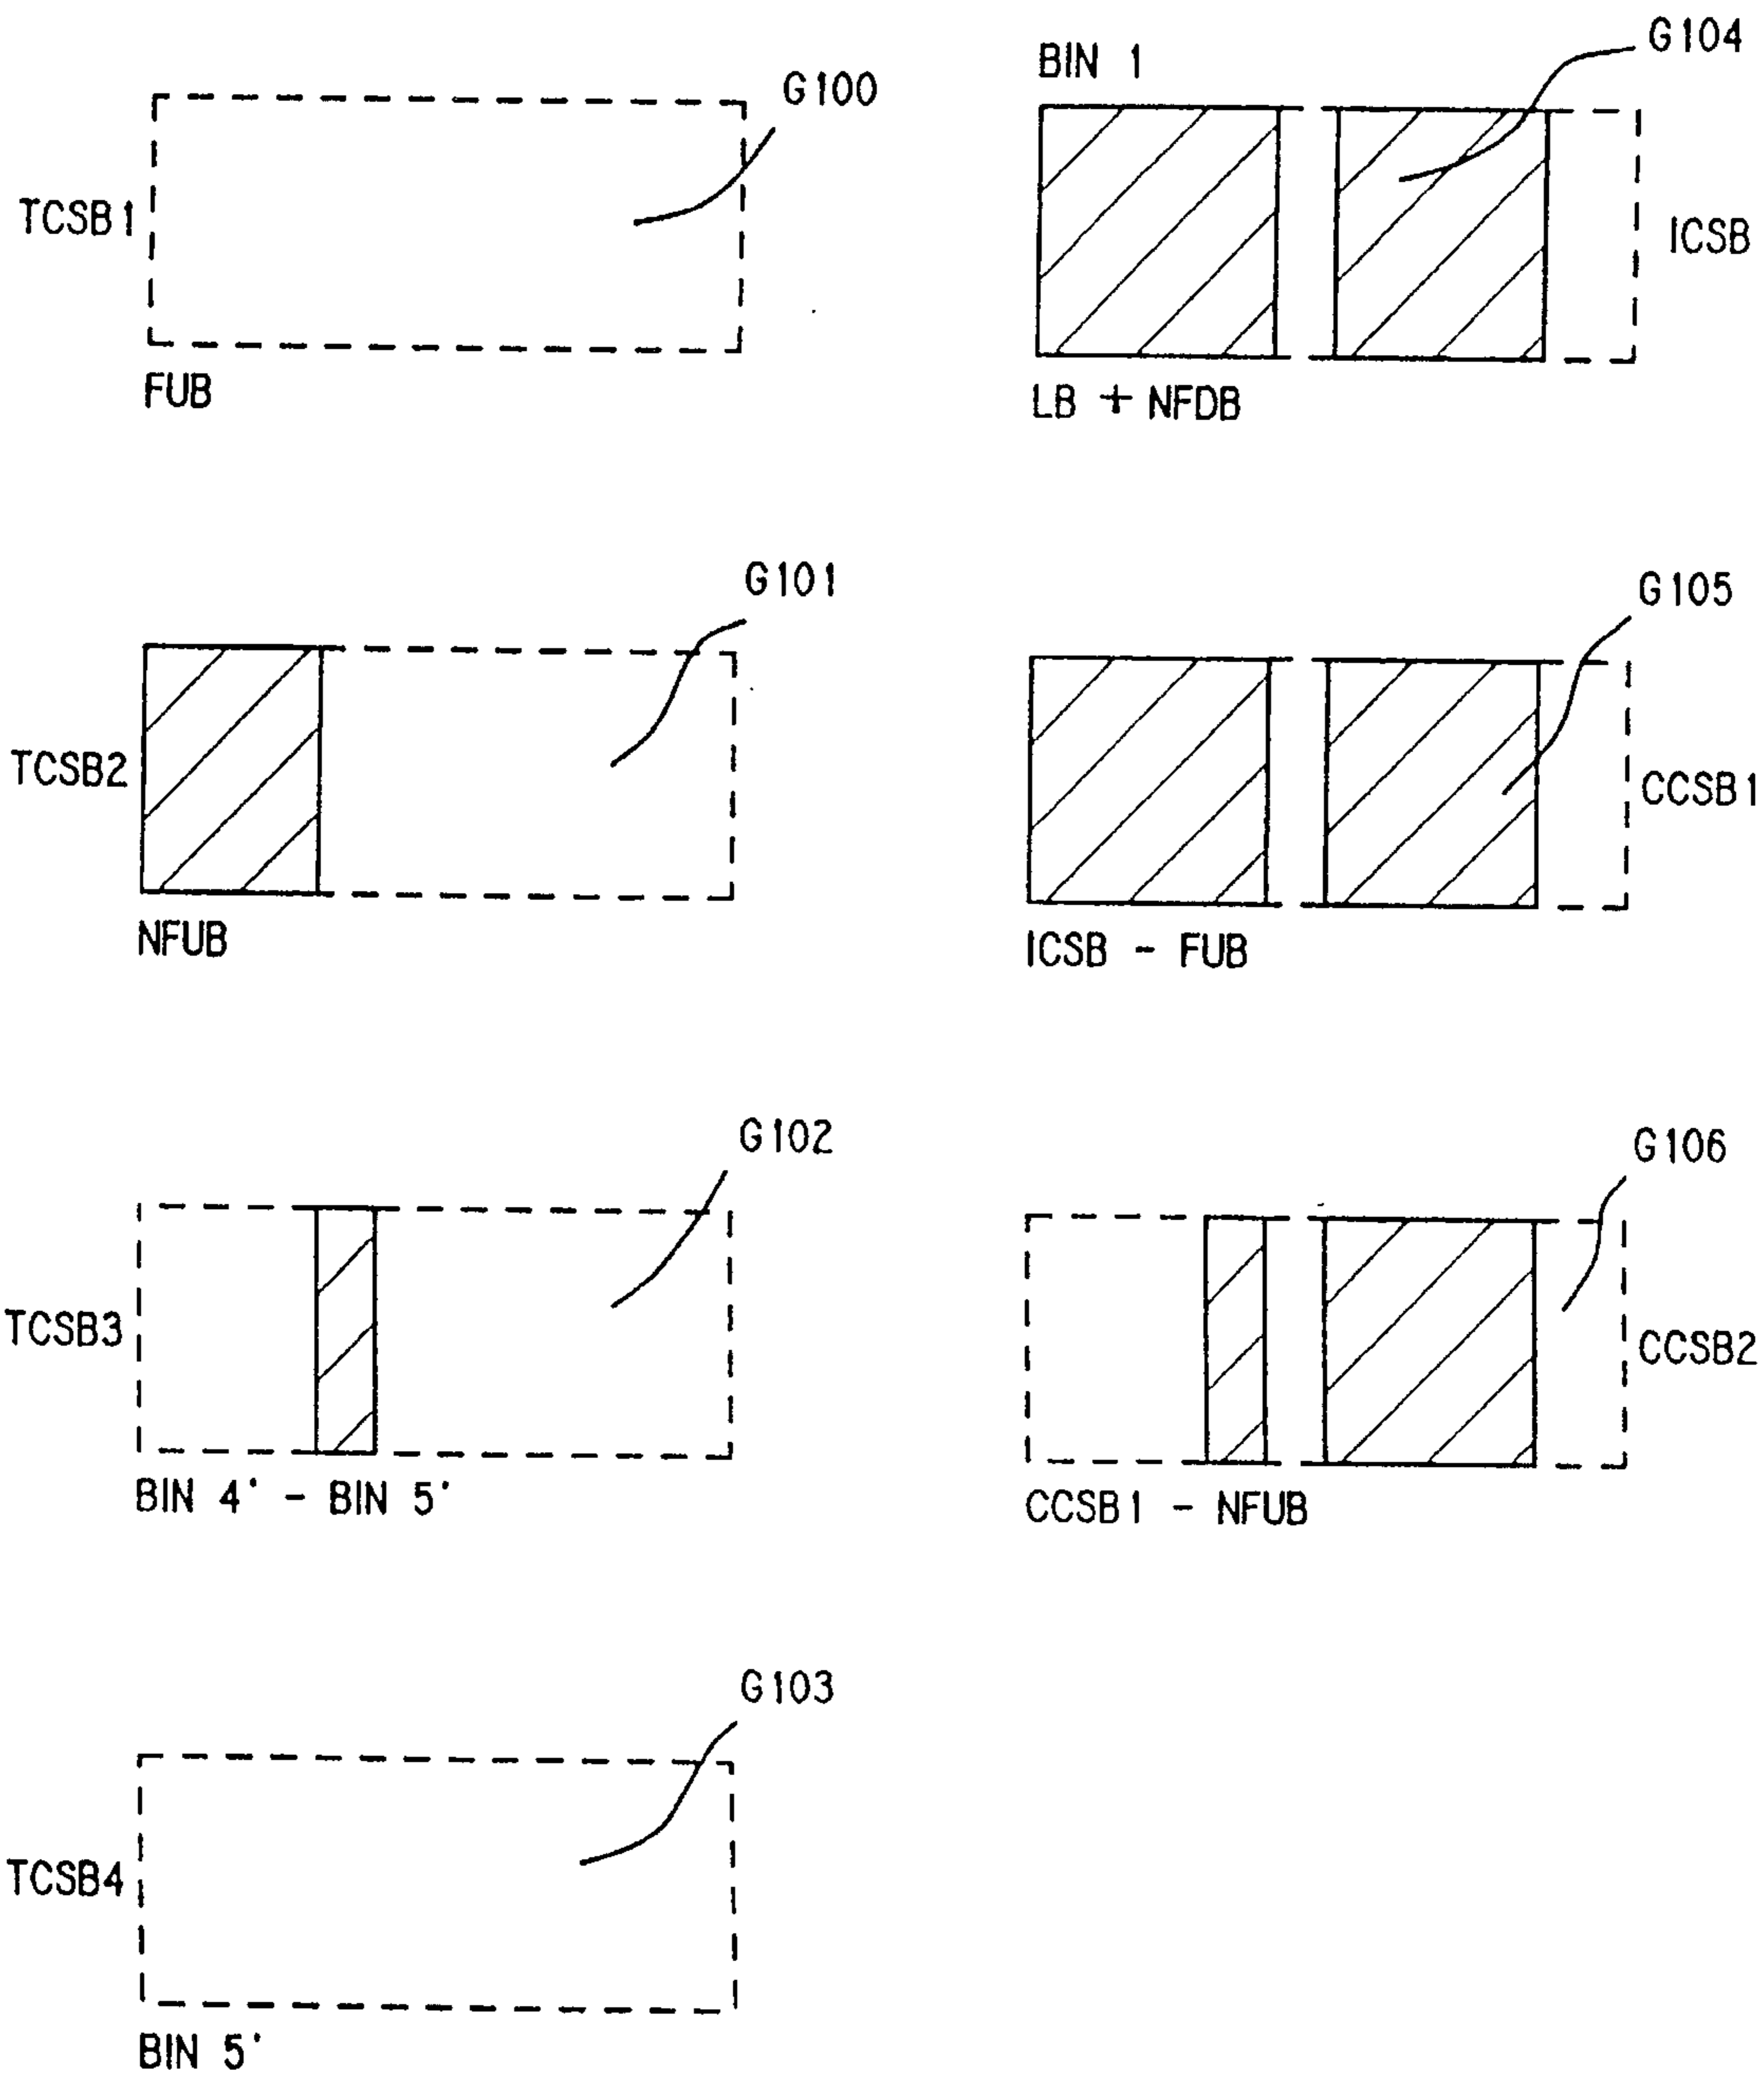 G100
TCSB1
FUB
BIN 1
G104
ICSB
LB + NFDB
G101
TCSB2
NFUB
G105
CCSB1
ICSB - FUB
G102
TCSB3
BIN 4' - BIN 5'
G106
CCSB2
CCSB1 - NFUB
G103
TCSB4
BIN 5'